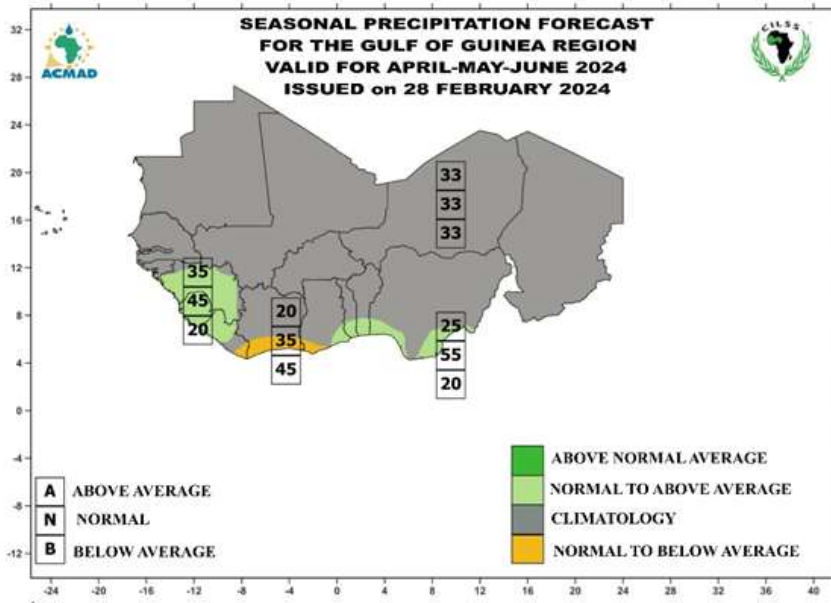 SEASONAL PRECIPITATION FORECAST
FOR THE GULF OF GUINEA REGION
VALID FOR APRIL-MAY-JUNE 2024
ISSUED on 28 FEBRUARY 2024
ACMAD
CILSS
32
28
24
20
16
12
8
4
0
-4
-8
-12
33
33
33
35
45
20
20
35
45
25
55
20
A ABOVE AVERAGE
N NORMAL
B BELOW AVERAGE
ABOVE NORMAL AVERAGE
NORMAL TO ABOVE AVERAGE
CLIMATOLOGY
NORMAL TO BELOW AVERAGE
-24 -20 -16 -12 -8 -4 0 4 8 12 16 20 24 28 32 36 40